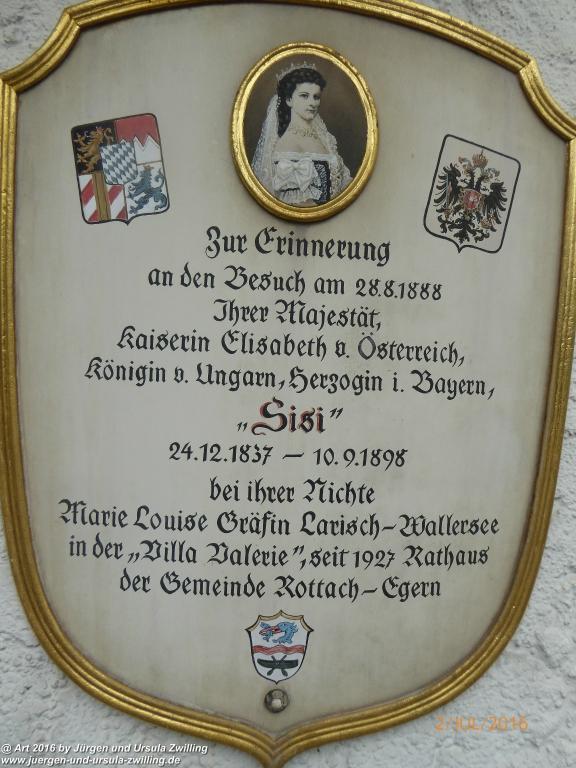 Zur Erinnerung
an den Besuch am 28.8.1888
Ihrer Majestät,
Kaiserin Elisabeth v. Österreich,
Königin v. Ungarn, Herzogin i. Bayern,
„Sisi”
24.12.1837 – 10.9.1898
bei ihrer Nichte
Marie Louise Gräfin Larisch-Wallersee
in der „Villa Valerie”, seit 1927 Rathaus
der Gemeinde Rottach-Egern
2/JUL/2016
@ Art 2016 by Jürgen und Ursula Zwilling
www.juergen-und-ursula-zwilling.de